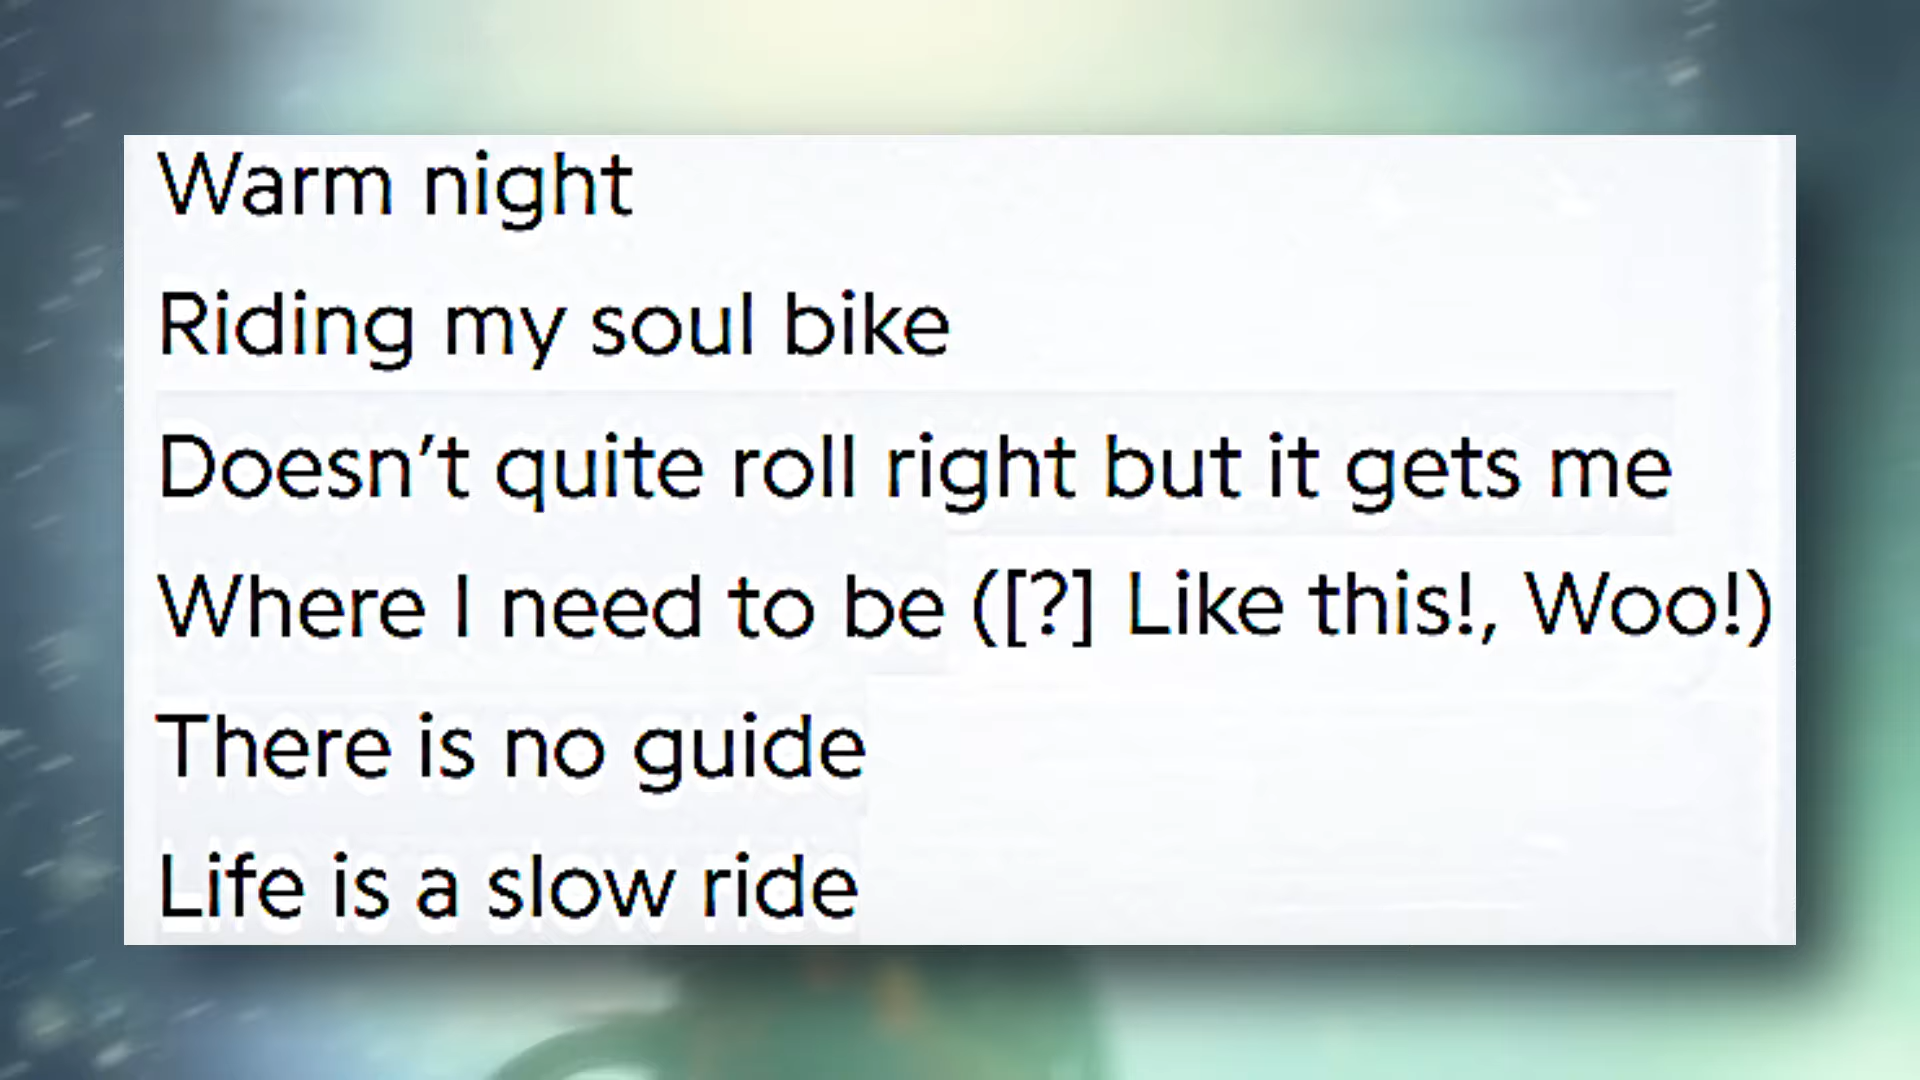 Warm night
Riding my soul bike
Doesn’t quite roll right but it gets me
Where I need to be ([?] Like this!, Woo!)
There is no guide
Life is a slow ride